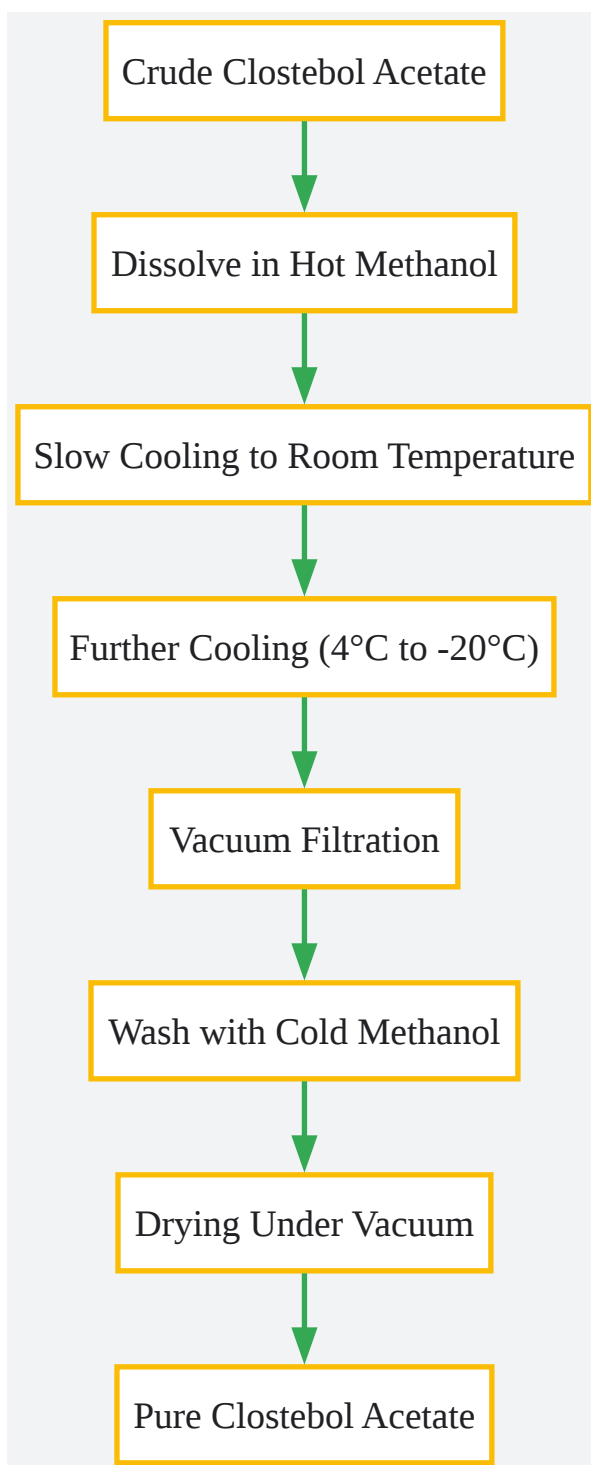 Crude Clostebol Acetate
Dissolve in Hot Methanol
Slow Cooling to Room Temperature
Further Cooling (4°C to -20°C)
Vacuum Filtration
Wash with Cold Methanol
Drying Under Vacuum
Pure Clostebol Acetate